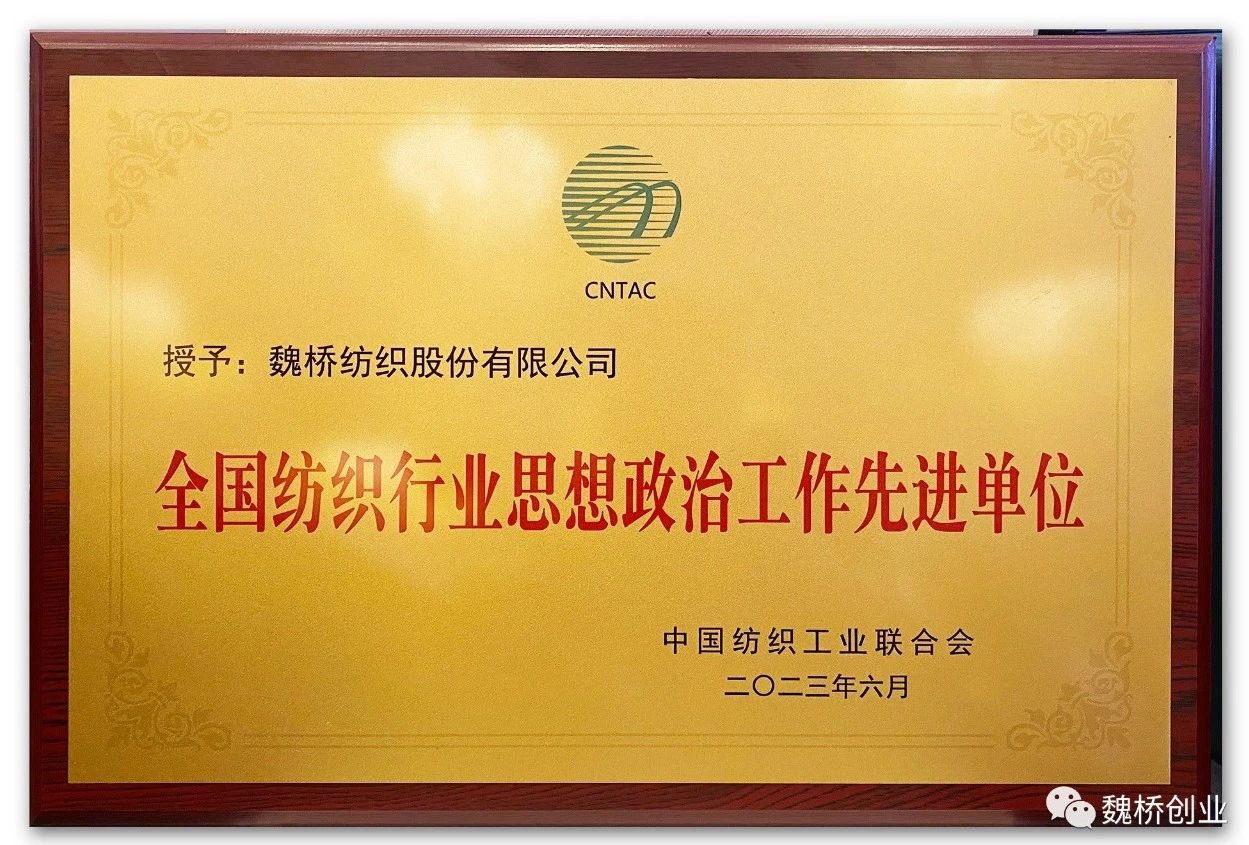 CNTAC
授予：魏桥纺织股份有限公司
全国纺织行业思想政治工作先进单位
中国纺织工业联合会
二〇二三年六月
魏桥创业